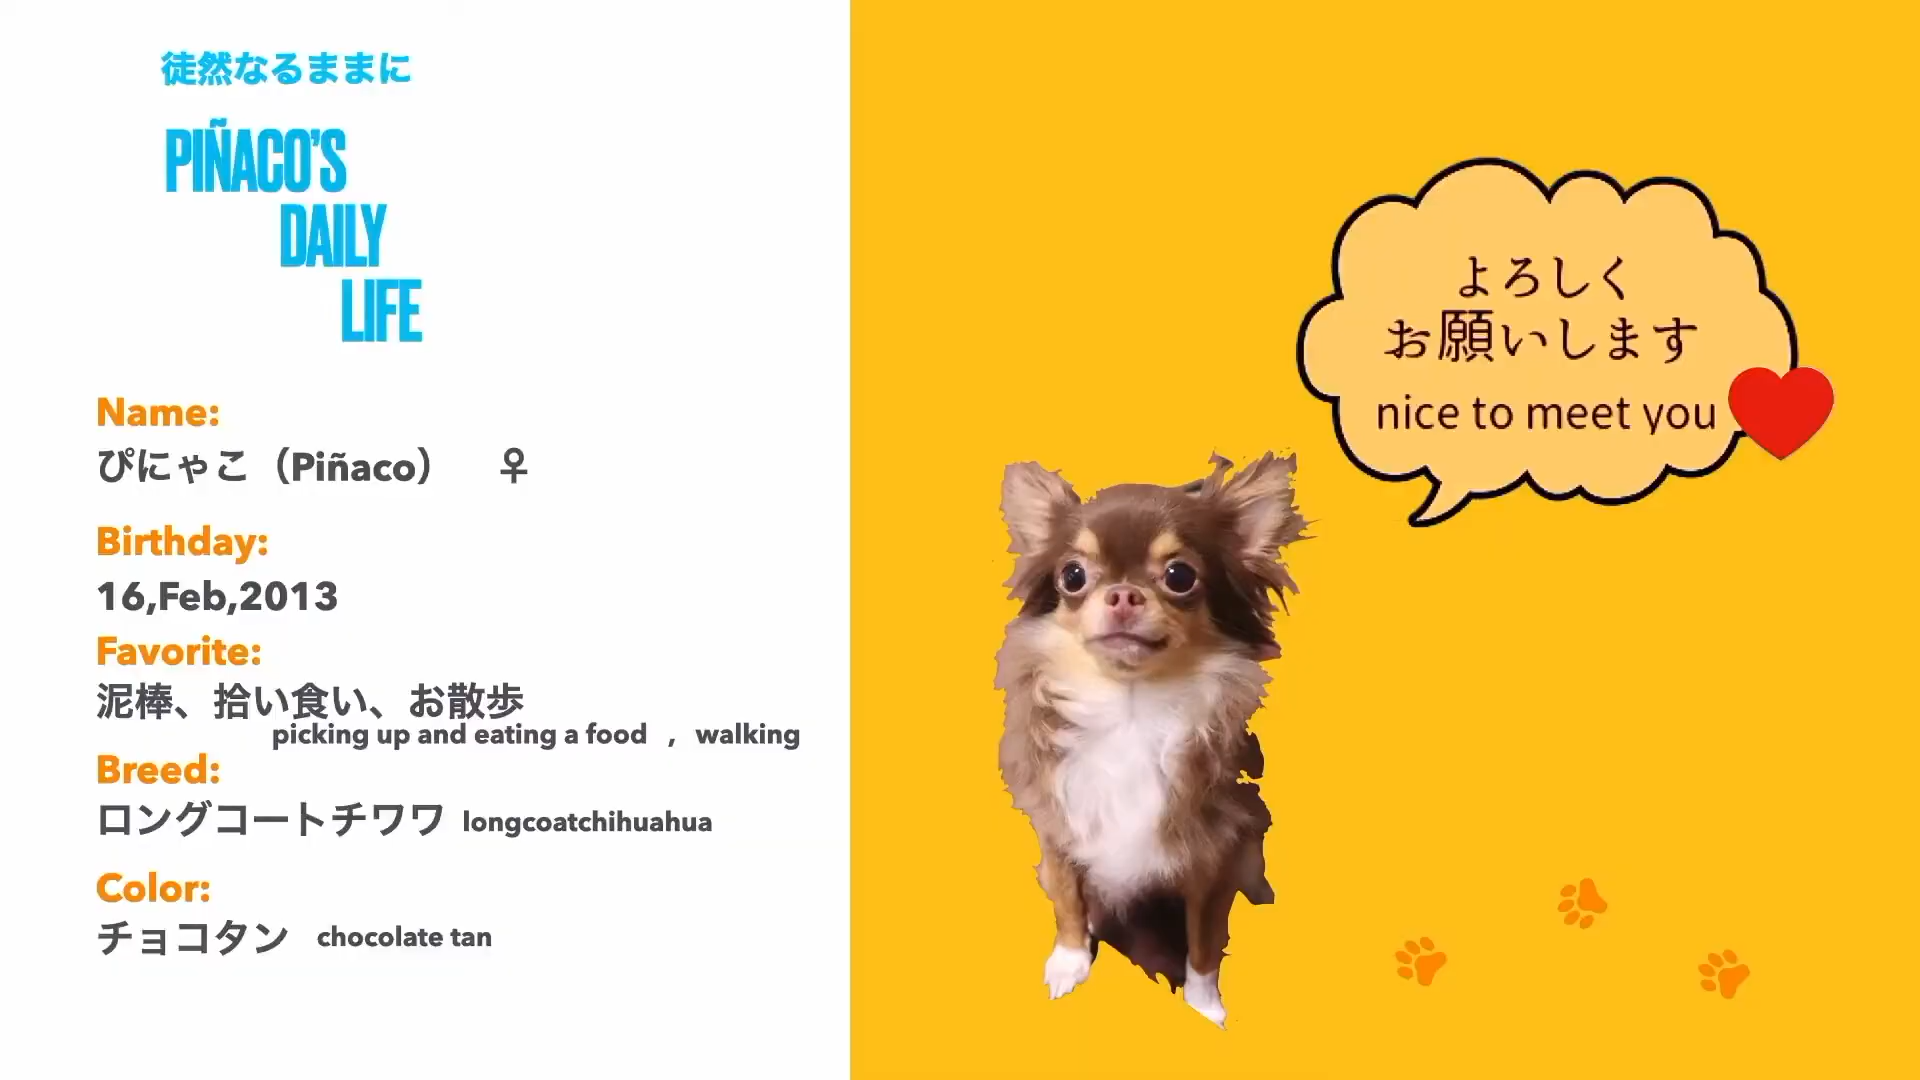 徒然なるままに
PIÑACO'S
DAILY
LIFE
Name:
ぴにゃこ（Piñaco） ♀
Birthday:
16,Feb,2013
Favorite:
泥棒、拾い食い、お散歩
picking up and eating a food , walking
Breed:
ロングコートチワワ longcoatchihuahua
Color:
チョコタン chocolate tan
よろしく
お願いします
nice to meet you